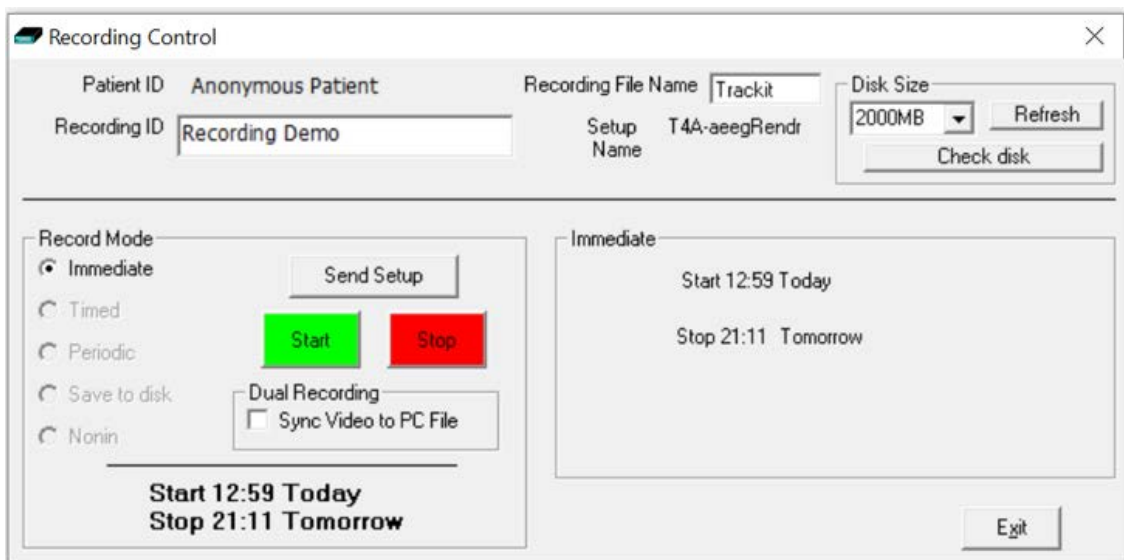 Recording Control
Patient ID Anonymous Patient
Recording File Name Trackit
Disk Size
2000MB Refresh
Check disk
Recording ID Recording Demo
Setup Name T4A-aeegRendr
Record Mode
Immediate
Send Setup
Timed
Start Stop
Periodic
Save to disk
Dual Recording
Sync Video to PC File
Nonin
Start 12:59 Today
Stop 21:11 Tomorrow
Immediate
Start 12:59 Today
Stop 21:11 Tomorrow
Exit